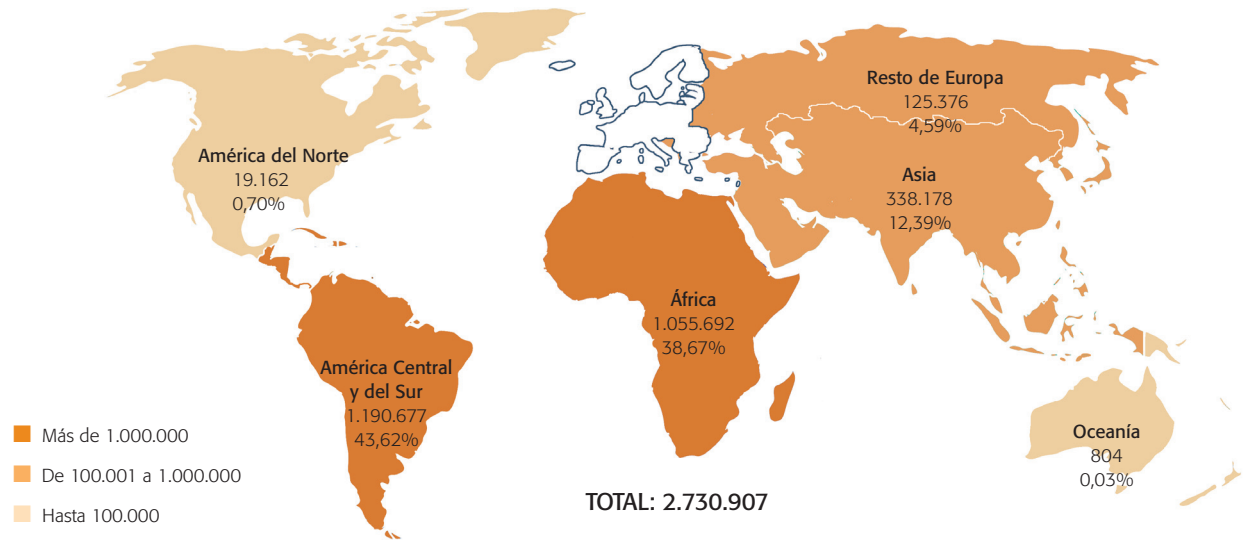 Resto de Europa
125.376
4,59%
América del Norte
19.162
0,70%
Asia
338.178
12,39%
África
1.055.692
38,67%
América Central
y del Sur
1.190.677
43,62%
Oceanía
804
0,03%
Más de 1.000.000
De 100.001 a 1.000.000
Hasta 100.000
TOTAL: 2.730.907